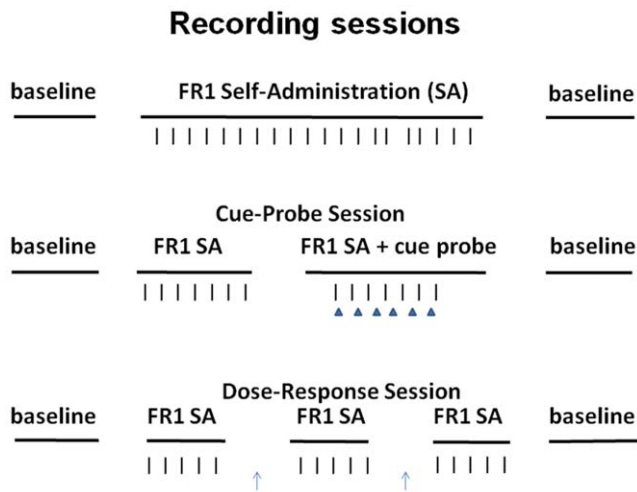 Recording sessions
baseline FR1 Self-Administration (SA) baseline
Cue-Probe Session
baseline FR1 SA FR1 SA + cue probe baseline
Dose-Response Session
baseline FR1 SA FR1 SA FR1 SA baseline